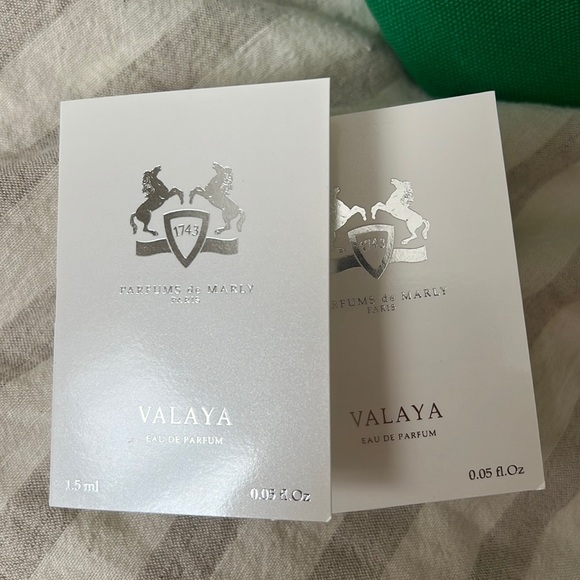 1743
PARFUMS de MARLY
PARIS
VALAYA
EAU DE PARFUM
1.5 ml
0.05 fl.Oz
1743
RFUMS de MARLY
PARIS
VALAYA
EAU DE PARFUM
0.05 fl.Oz